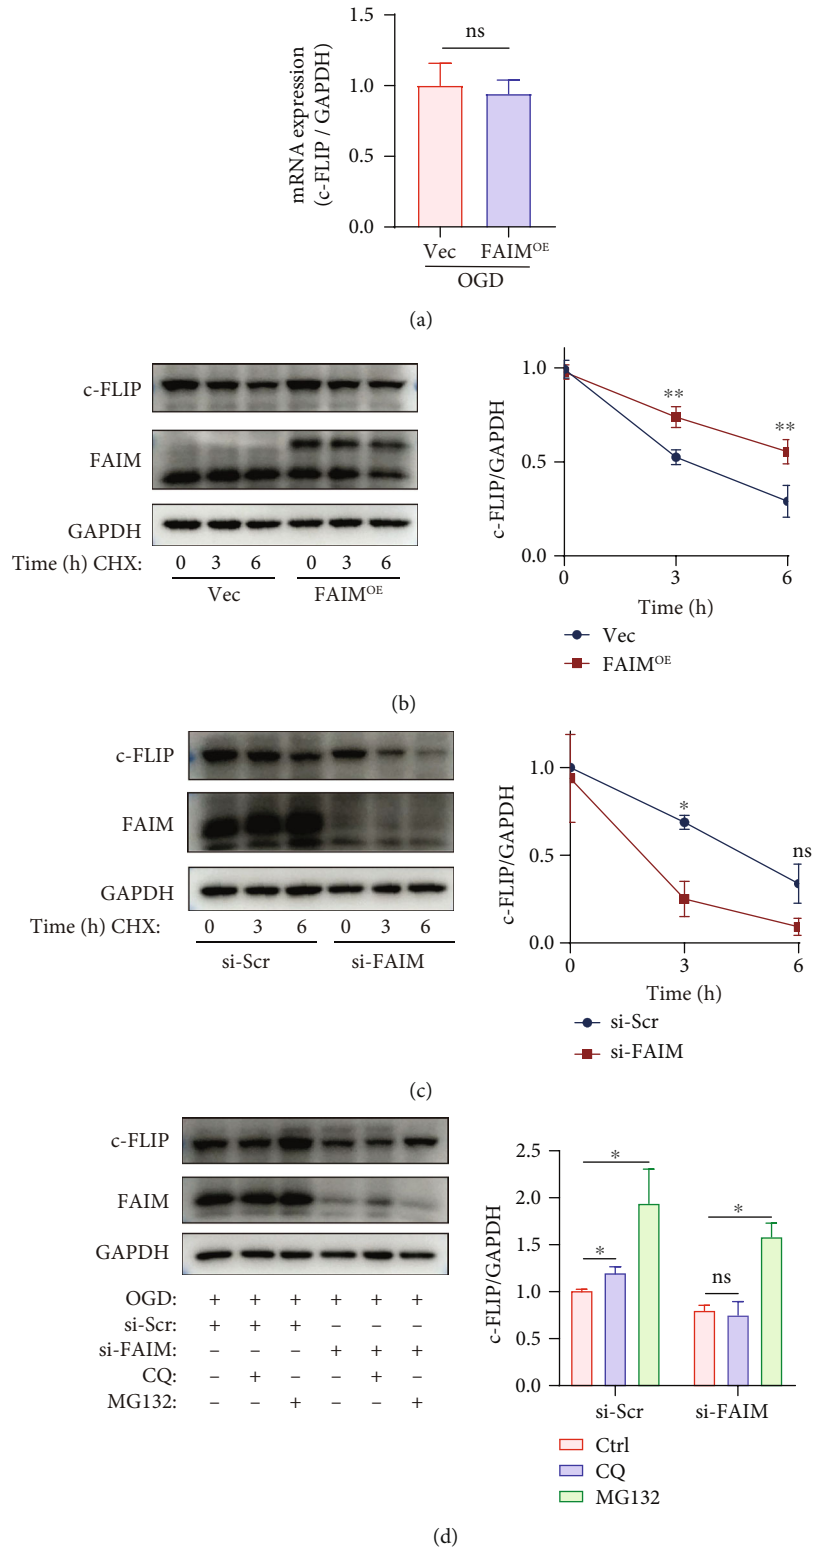 mRNA expression
(c-FLIP / GAPDH)
1.5
1.0
0.5
0.0
ns
Vec FAIMᴼᴱ
OGD
(a)
c-FLIP
FAIM
GAPDH
Time (h) CHX: 0 3 6 0 3 6
Vec FAIMᴼᴱ
c-FLIP/GAPDH
1.0
0.5
0.0
** **
0 3 6
Time (h)
Vec
FAIMᴼᴱ
(b)
c-FLIP
FAIM
GAPDH
Time (h) CHX: 0 3 6 0 3 6
si-Scr si-FAIM
c-FLIP/GAPDH
1.0
0.5
0.0
* ns
0 3 6
Time (h)
si-Scr
si-FAIM
(c)
c-FLIP
FAIM
GAPDH
OGD: + + + + + +
si-Scr: + + + – – –
si-FAIM: – – – + + +
CQ: – + – – + –
MG132: – – + – – +
c-FLIP/GAPDH
2.5
2.0
1.5
1.0
0.5
0.0
* * ns *
si-Scr si-FAIM
Ctrl
CQ
MG132
(d)